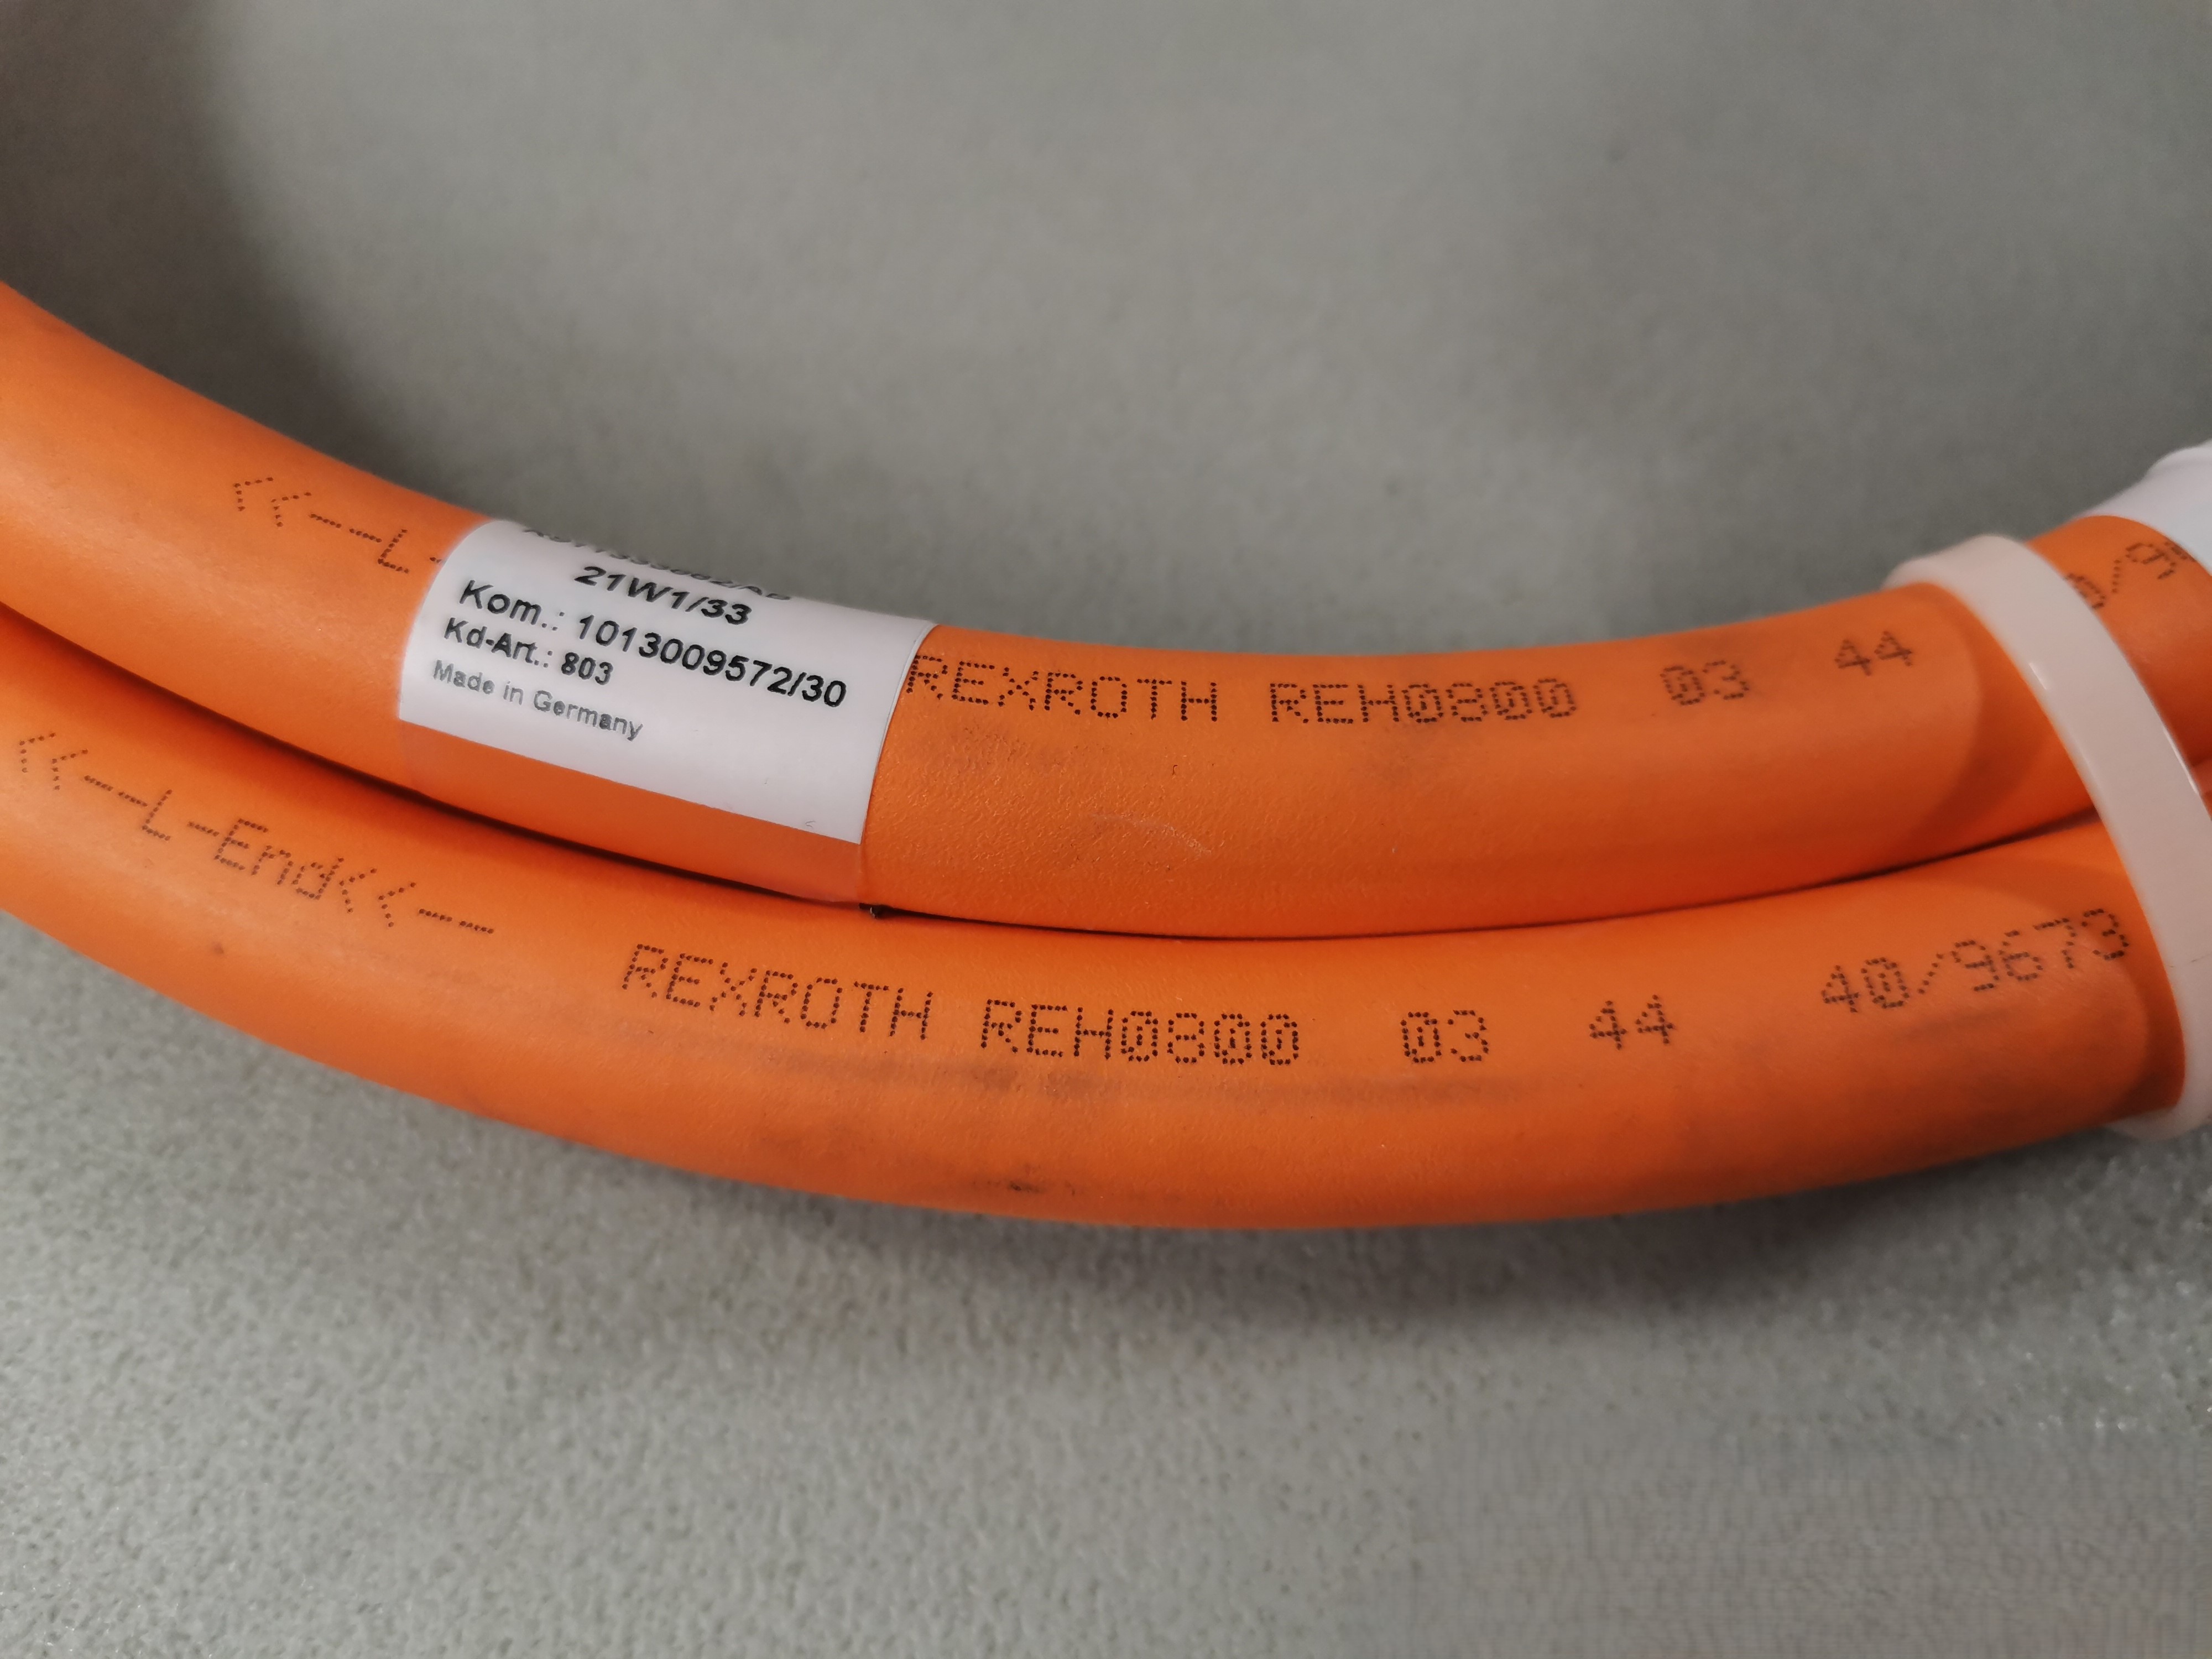 <<--L-
21W1/33
Kom.: 1013009572/30
Kd-Art.: 803
Made in Germany
REXROTH REH0800 03 44
<<--L-End<<--
REXROTH REH0800 03 44 40/9673